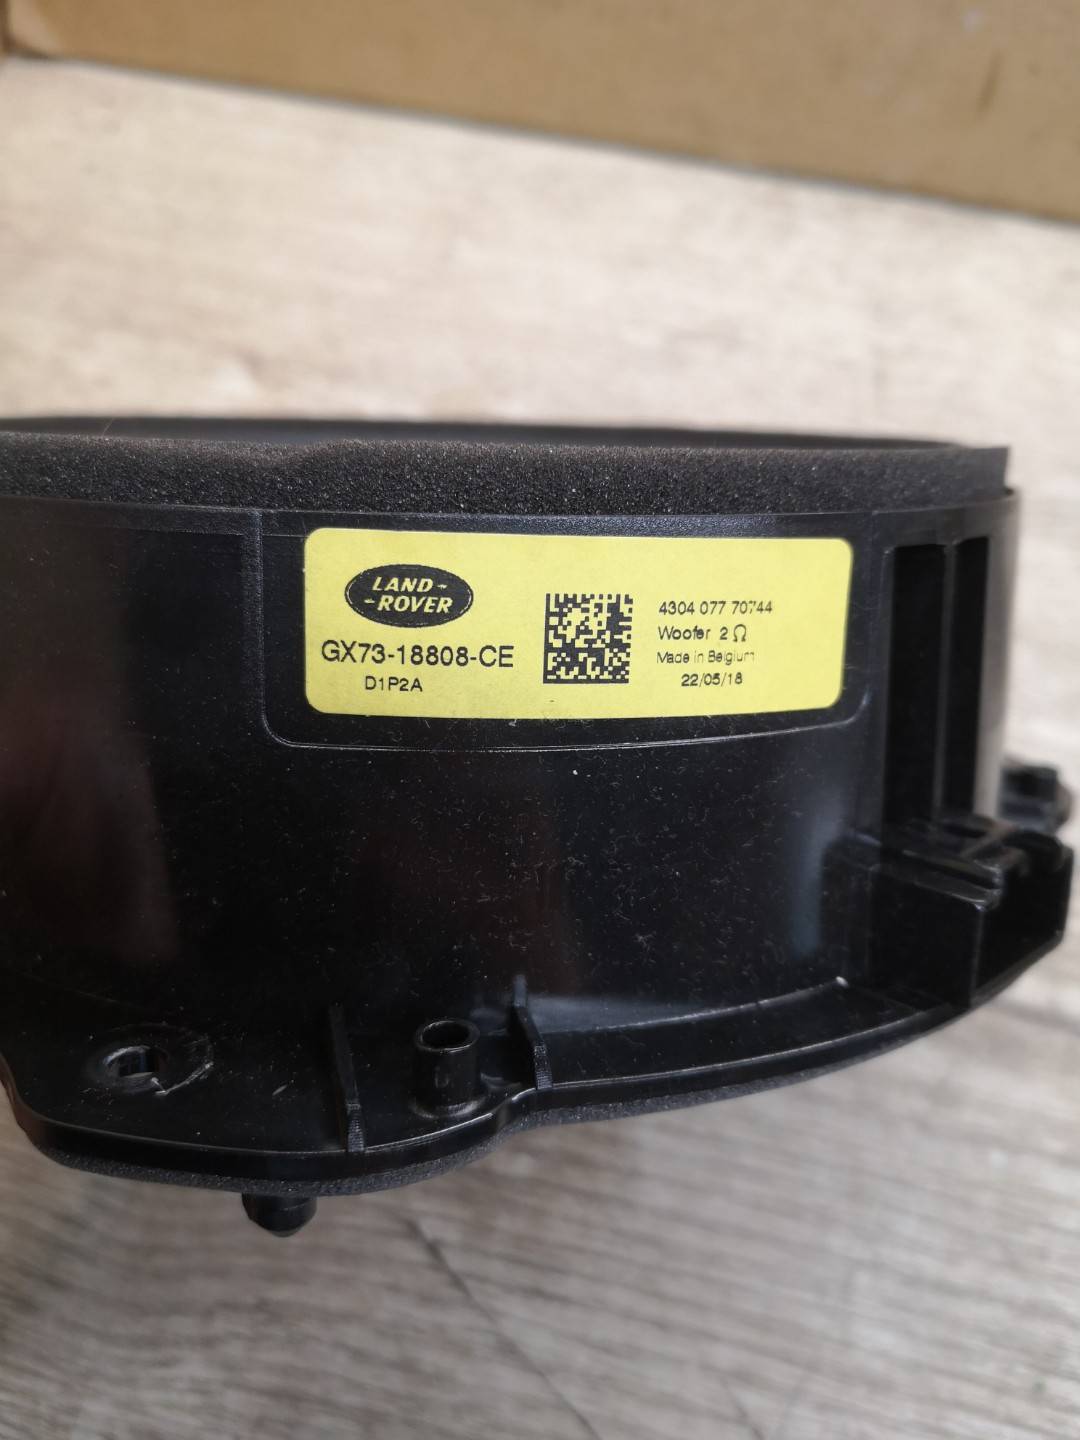 LAND-
-ROVER
GX73-18808-CE
D1P2A
4304 077 70744
Woofer 2 Ω
Made in Belgium
22/05/18